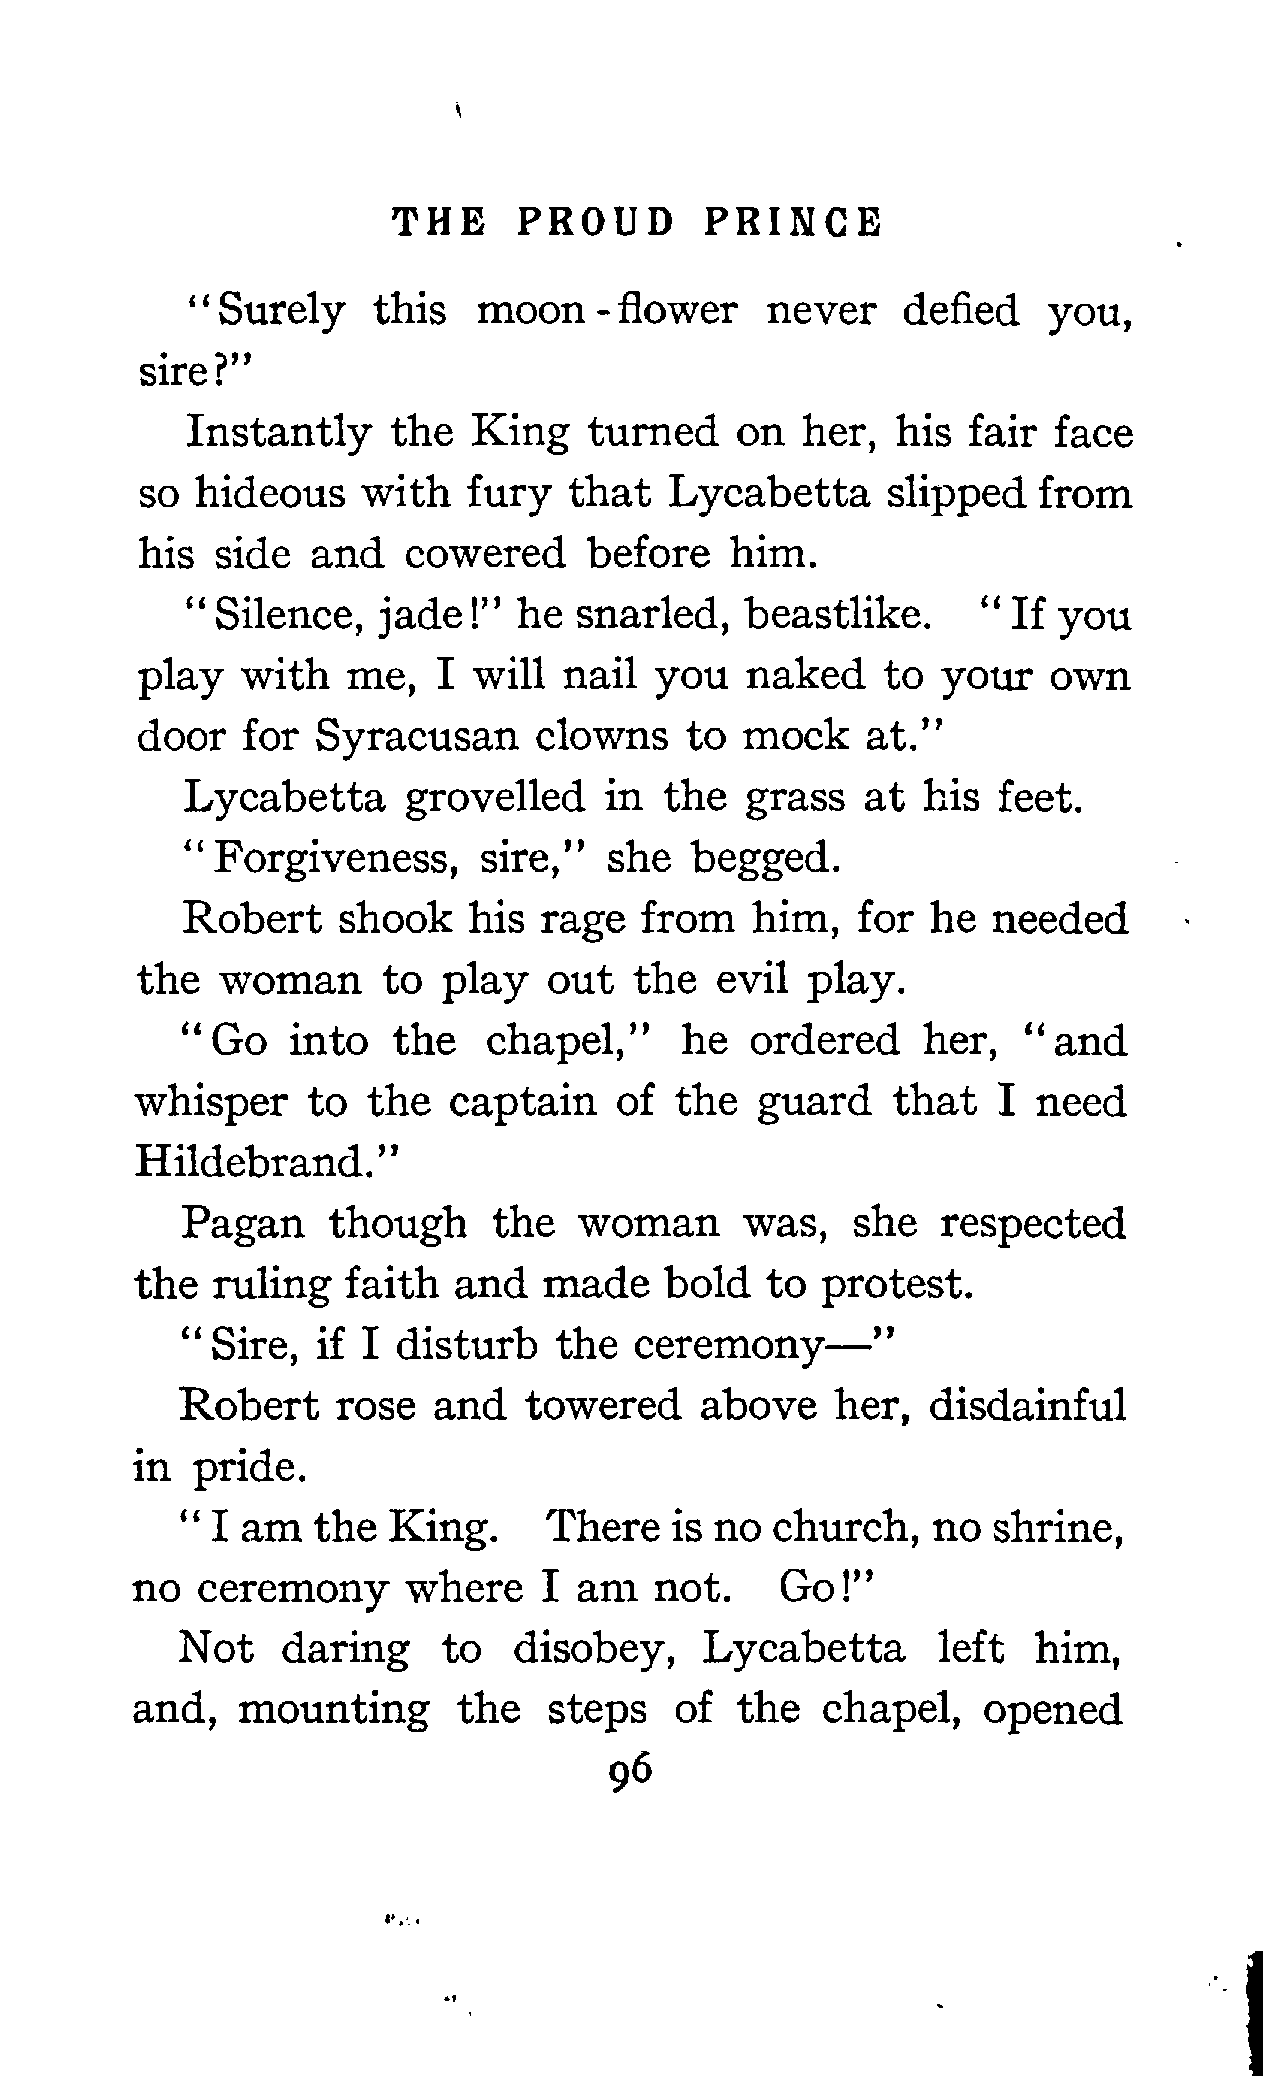 THE PROUD PRINCE
"Surely this moon-flower never defied you,
sire?"
Instantly the King turned on her, his fair face
so hideous with fury that Lycabetta slipped from
his side and cowered before him.
"Silence, jade!" he snarled, beastlike. "If you
play with me, I will nail you naked to your own
door for Syracusan clowns to mock at."
Lycabetta grovelled in the grass at his feet.
"Forgiveness, sire," she begged.
Robert shook his rage from him, for he needed
the woman to play out the evil play.
"Go into the chapel," he ordered her, "and
whisper to the captain of the guard that I need
Hildebrand."
Pagan though the woman was, she respected
the ruling faith and made bold to protest.
"Sire, if I disturb the ceremony—"
Robert rose and towered above her, disdainful
in pride.
"I am the King. There is no church, no shrine,
no ceremony where I am not. Go!"
Not daring to disobey, Lycabetta left him,
and, mounting the steps of the chapel, opened
96